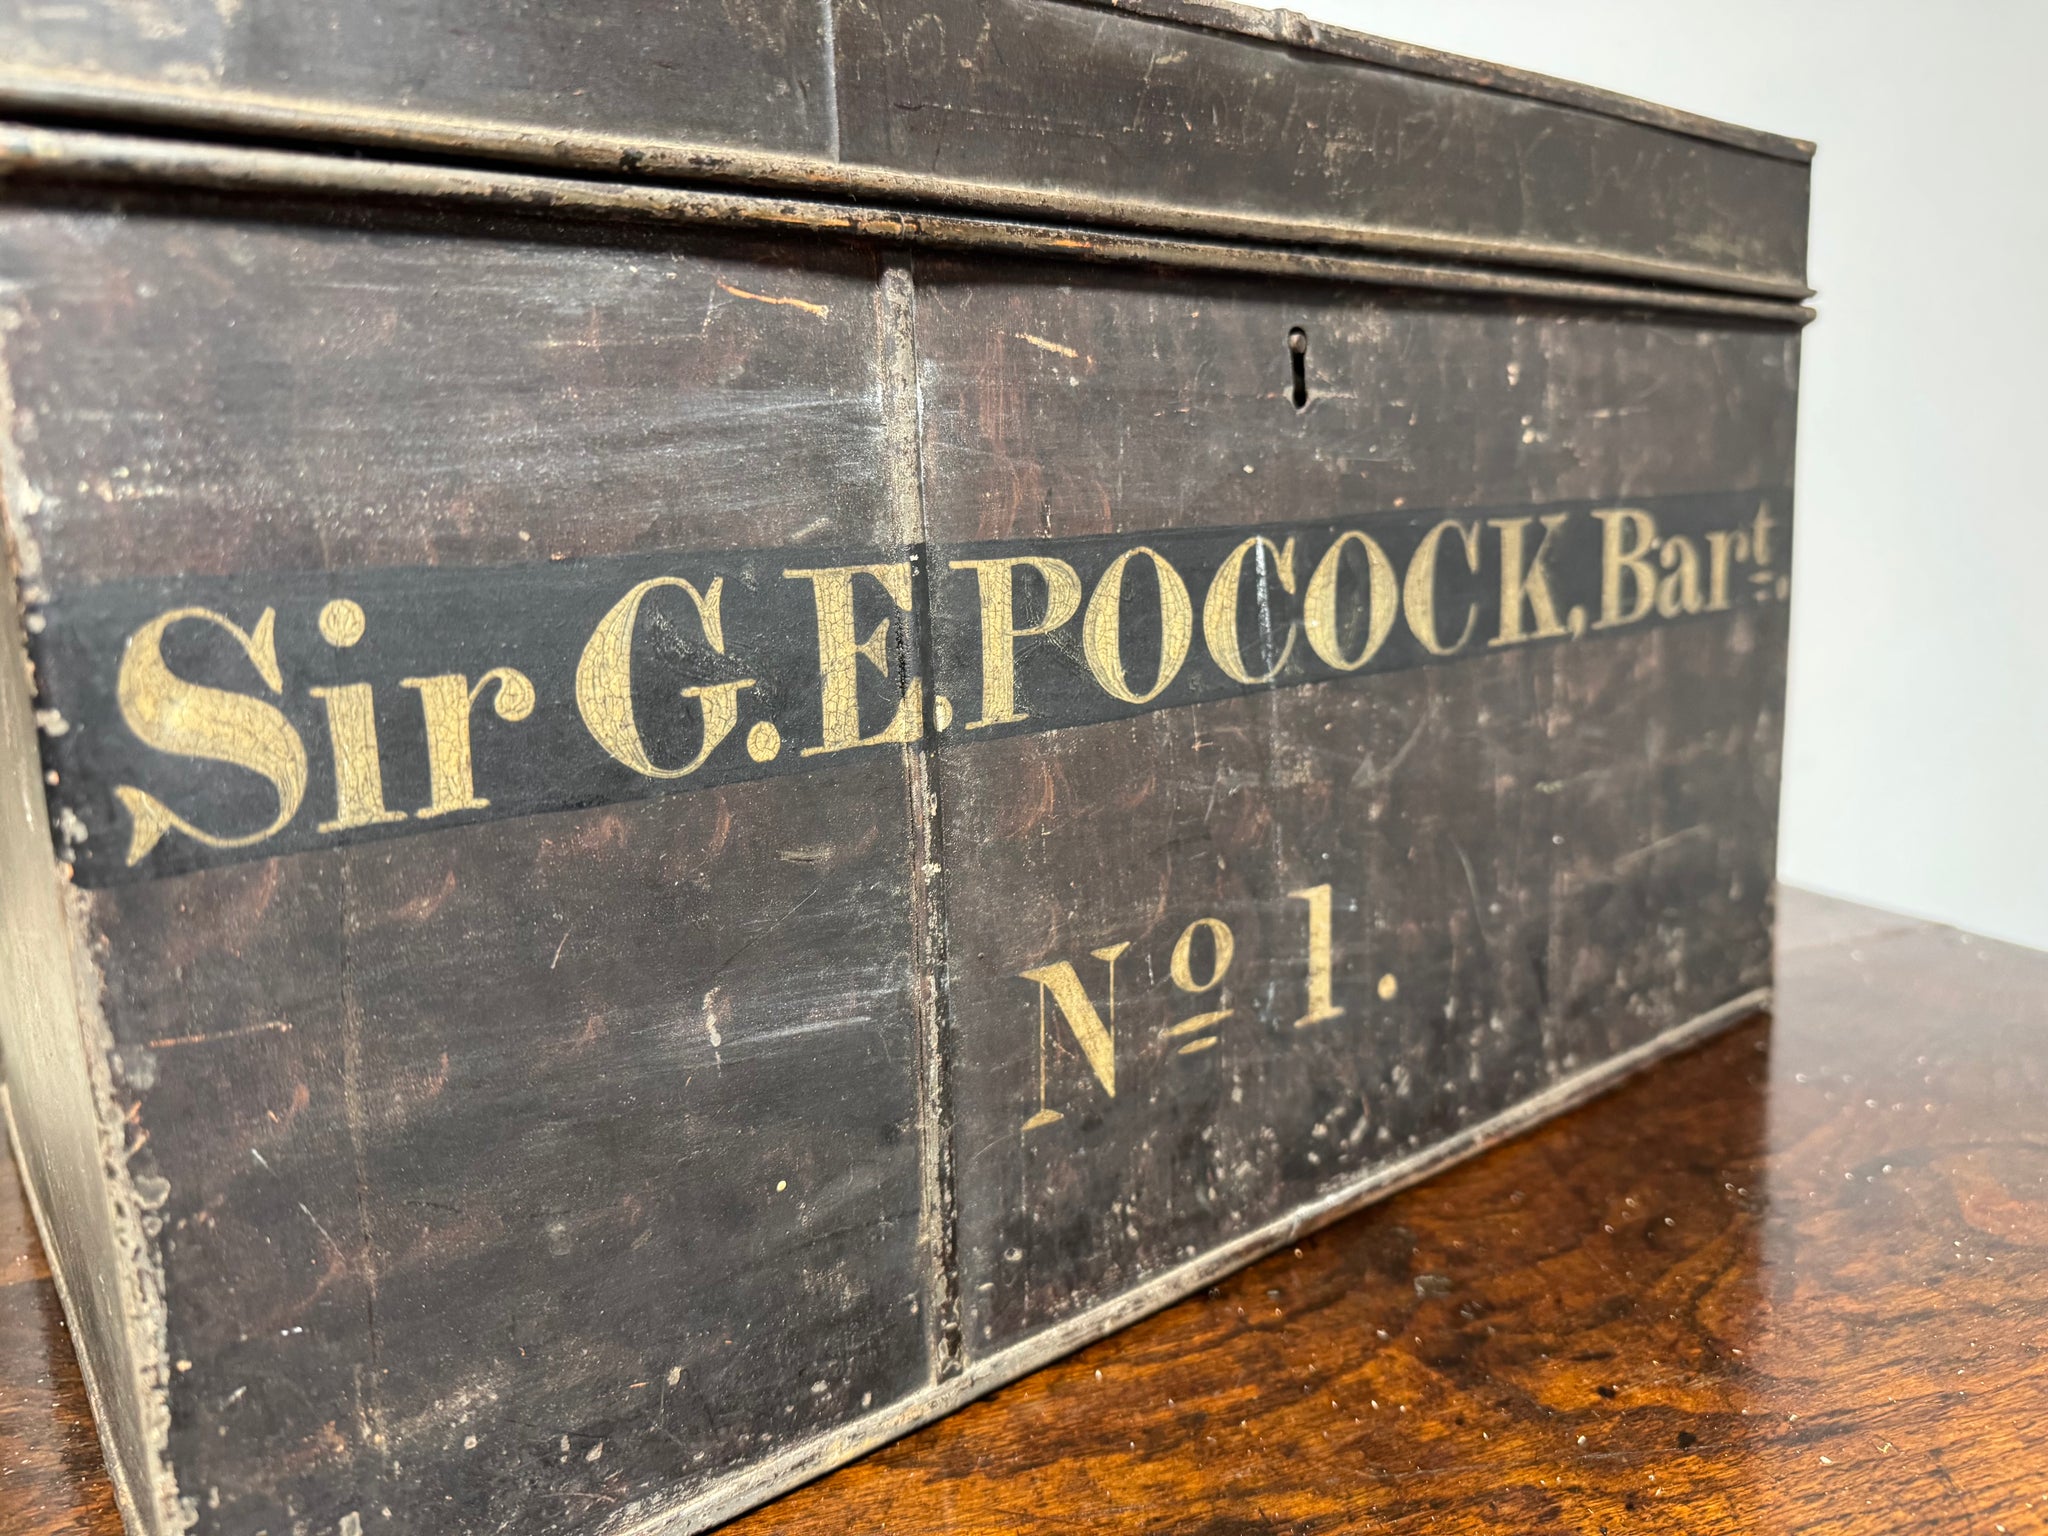 Sir G.E.POCOCK, Barᵗ.
Nº 1.